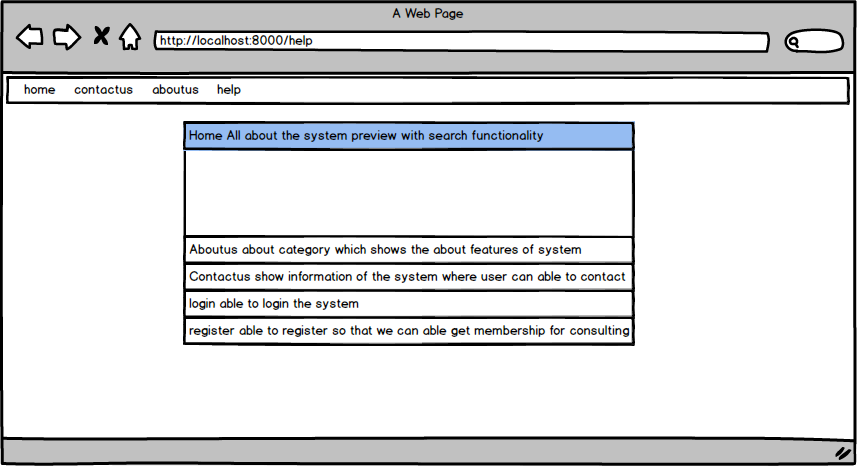 A Web Page
http://localhost:8000/help
home contactus aboutus help
Home All about the system preview with search functionality
Aboutus about category which shows the about features of system
Contactus show information of the system where user can able to contact
login able to login the system
register able to register so that we can able get membership for consulting